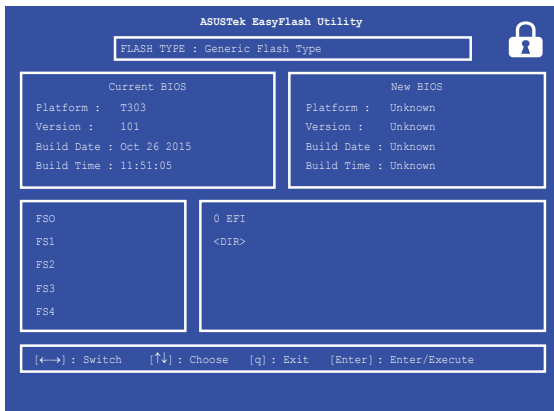 ASUSTek EasyFlash Utility
FLASH TYPE : Generic Flash Type
Current BIOS
Platform : T303
Version : 101
Build Date : Oct 26 2015
Build Time : 11:51:05
New BIOS
Platform : Unknown
Version : Unknown
Build Date : Unknown
Build Time : Unknown
FSO
FS1
FS2
FS3
FS4
0 EFI
<DIR>
[←→] : Switch [↑↓] : Choose [q] : Exit [Enter] : Enter/Execute